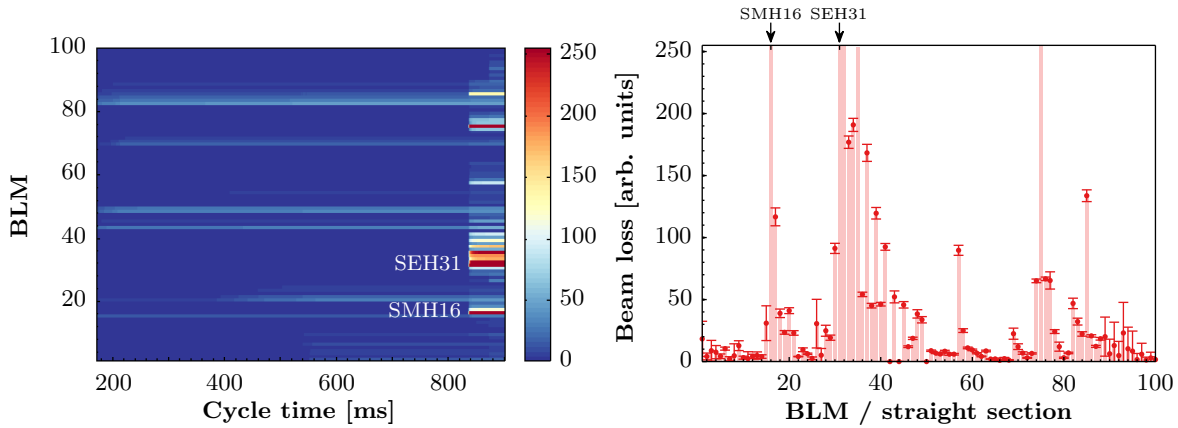 SMH16 SEH31
100
80
60
40
20
BLM
SEH31
SMH16
200 400 600 800
Cycle time [ms]
250
200
150
100
50
0
250
200
150
100
50
0
Beam loss [arb. units]
20 40 60 80 100
BLM / straight section